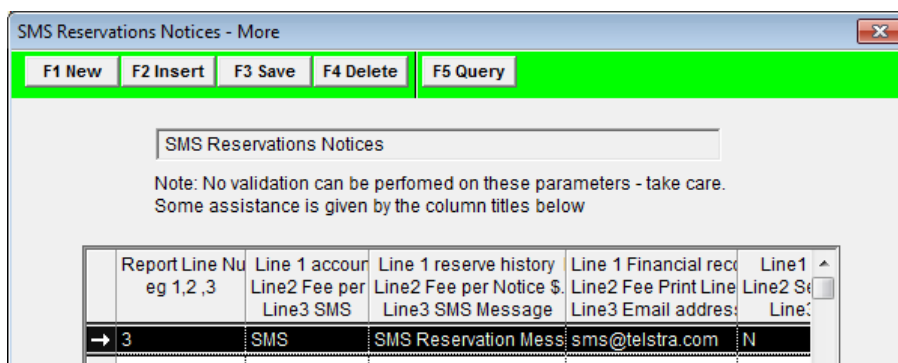 SMS Reservations Notices - More
F1 New F2 Insert F3 Save F4 Delete F5 Query
SMS Reservations Notices
Note: No validation can be perfomed on these parameters - take care.
Some assistance is given by the column titles below
Report Line Nu Line 1 accoun Line 1 reserve history Line 1 Financial reco Line1
eg 1,2 ,3 Line2 Fee per Line2 Fee per Notice $. Line2 Fee Print Line Line2 Se
Line3 SMS Line3 SMS Message Line3 Email address Line3
3 SMS SMS Reservation Mess sms@telstra.com N